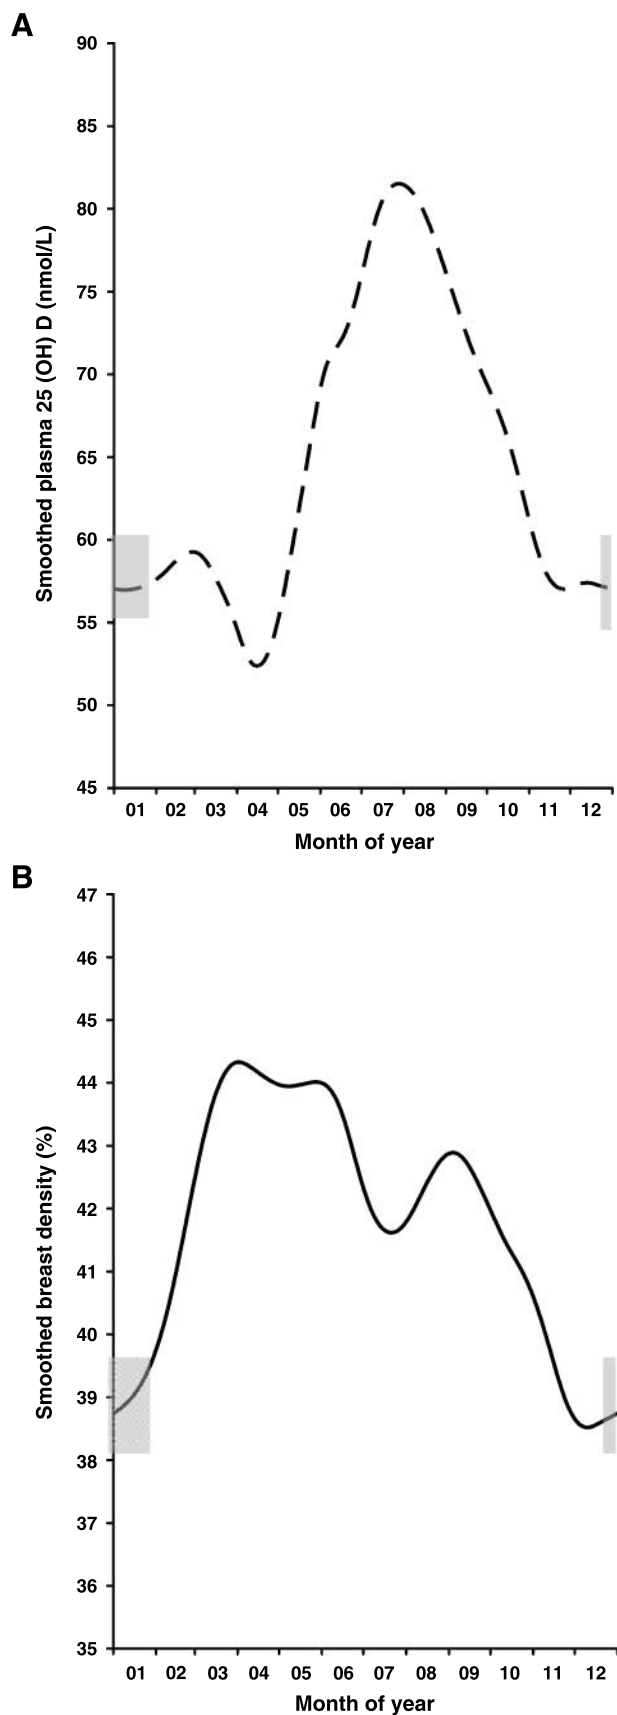 A
90
85
80
75
70
65
60
55
50
45
Smoothed plasma 25 (OH) D (nmol/L)
01 02 03 04 05 06 07 08 09 10 11 12
Month of year
B
47
46
45
44
43
42
41
40
39
38
37
36
35
Smoothed breast density (%)
01 02 03 04 05 06 07 08 09 10 11 12
Month of year